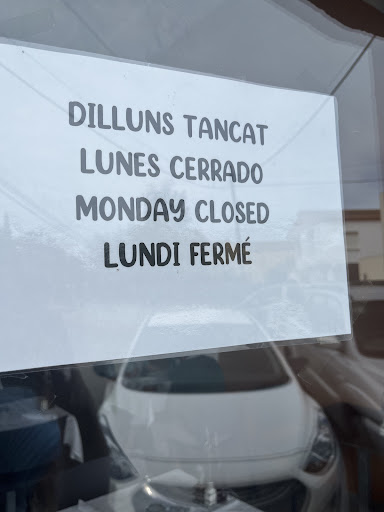 DILLUNS TANCAT
LUNES CERRADO
MONDAY CLOSED
LUNDI FERMÉ